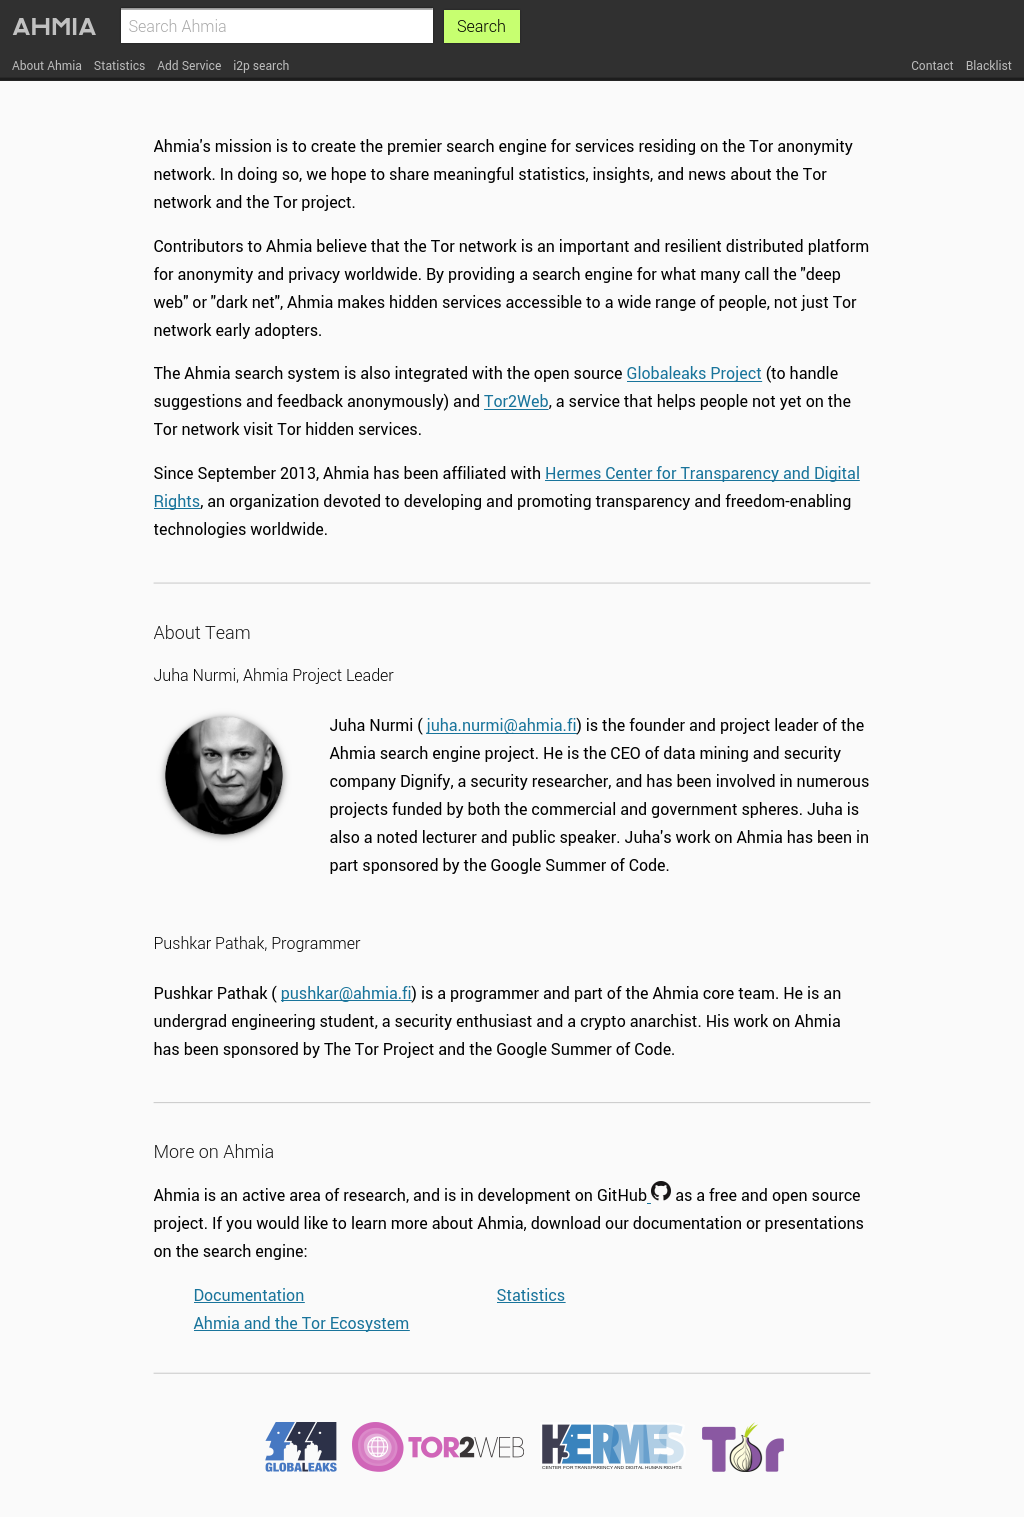 AHMIA Search Ahmia Search
About Ahmia Statistics Add Service i2p search Contact Blacklist
Ahmia's mission is to create the premier search engine for services residing on the Tor anonymity
network. In doing so, we hope to share meaningful statistics, insights, and news about the Tor
network and the Tor project.
Contributors to Ahmia believe that the Tor network is an important and resilient distributed platform
for anonymity and privacy worldwide. By providing a search engine for what many call the "deep
web" or "dark net", Ahmia makes hidden services accessible to a wide range of people, not just Tor
network early adopters.
The Ahmia search system is also integrated with the open source Globaleaks Project (to handle
suggestions and feedback anonymously) and Tor2Web, a service that helps people not yet on the
Tor network visit Tor hidden services.
Since September 2013, Ahmia has been affiliated with Hermes Center for Transparency and Digital
Rights, an organization devoted to developing and promoting transparency and freedom-enabling
technologies worldwide.
About Team
Juha Nurmi, Ahmia Project Leader
Juha Nurmi ( juha.nurmi@ahmia.fi) is the founder and project leader of the
Ahmia search engine project. He is the CEO of data mining and security
company Dignify, a security researcher, and has been involved in numerous
projects funded by both the commercial and government spheres. Juha is
also a noted lecturer and public speaker. Juha's work on Ahmia has been in
part sponsored by the Google Summer of Code.
Pushkar Pathak, Programmer
Pushkar Pathak ( pushkar@ahmia.fi) is a programmer and part of the Ahmia core team. He is an
undergrad engineering student, a security enthusiast and a crypto anarchist. His work on Ahmia
has been sponsored by The Tor Project and the Google Summer of Code.
More on Ahmia
Ahmia is an active area of research, and is in development on GitHub as a free and open source
project. If you would like to learn more about Ahmia, download our documentation or presentations
on the search engine:
Documentation Statistics
Ahmia and the Tor Ecosystem
GLOBALEAKS TOR2WEB HERMES Tor
CENTER FOR TRANSPARENCY AND DIGITAL HUMAN RIGHTS